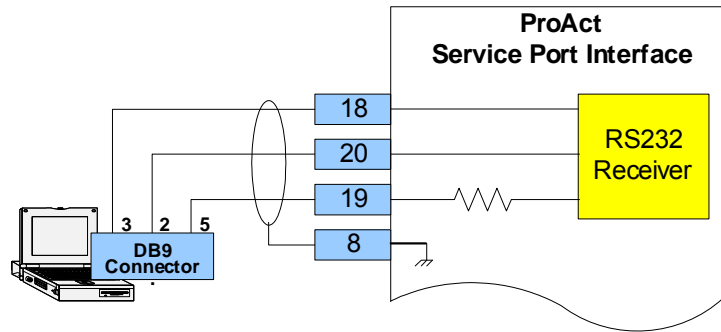 ProAct
Service Port Interface
18
20
19
8
RS232
Receiver
3 2 5
DB9
Connector